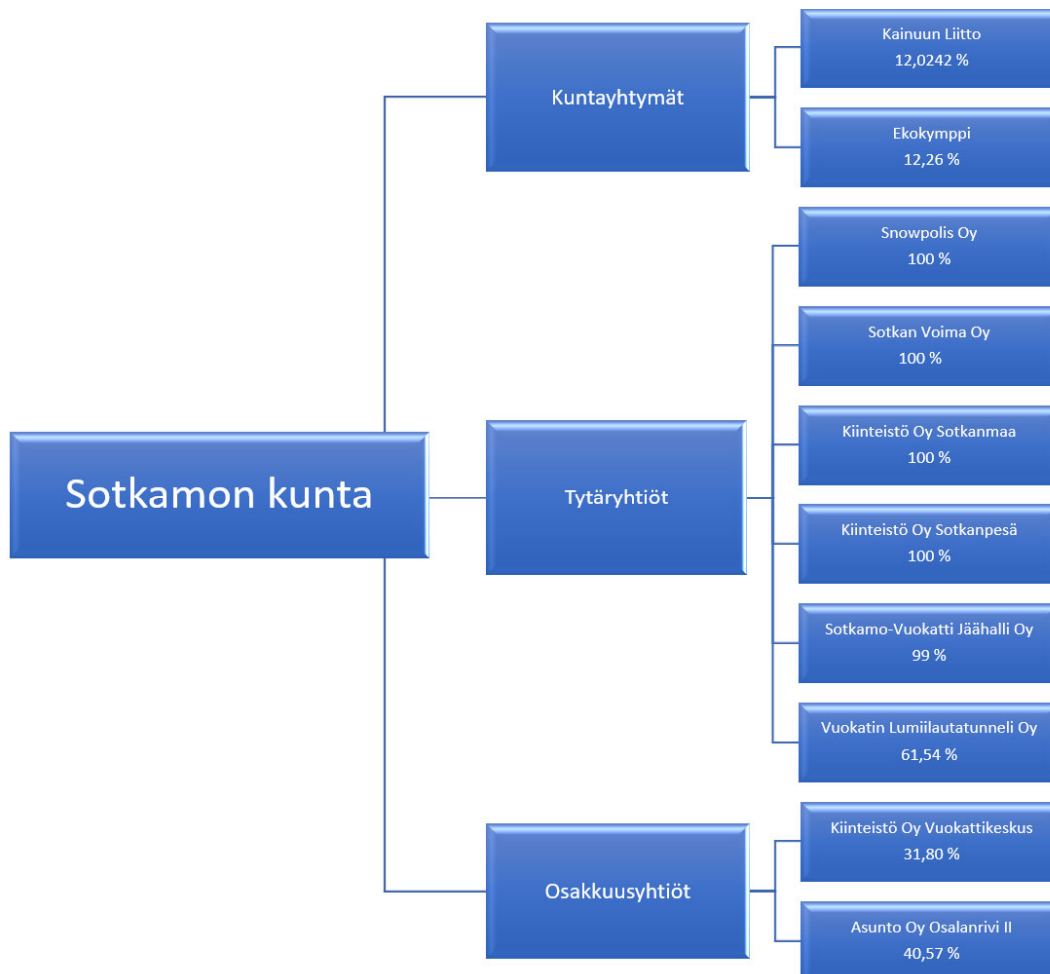 Sotkamon kunta
Kuntayhtymät
Kainuun Liitto
12,0242 %
Ekokymppi
12,26 %
Tytäryhtiöt
Snowpolis Oy
100 %
Sotkan Voima Oy
100 %
Kiinteistö Oy Sotkanmaa
100 %
Kiinteistö Oy Sotkanpesä
100 %
Sotkamo-Vuokatti Jäähalli Oy
99 %
Vuokatin Lumiilautatunneli Oy
61,54 %
Osakkuusyhtiöt
Kiinteistö Oy Vuokattikeskus
31,80 %
Asunto Oy Osalanrivi II
40,57 %